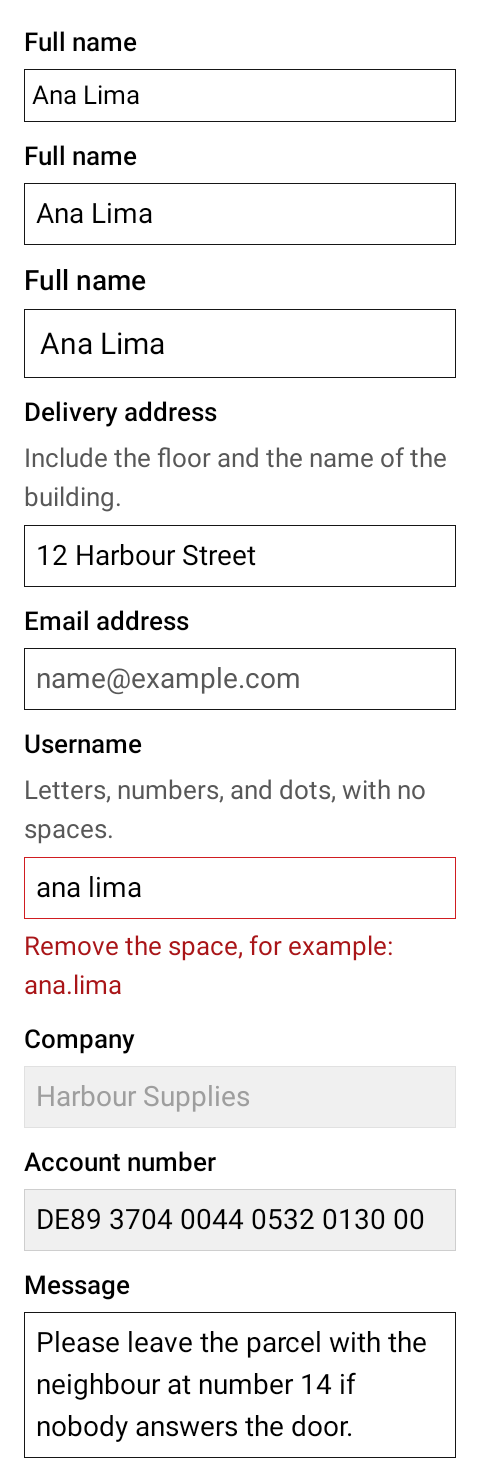 Full name
Ana Lima
Full name
Ana Lima
Full name
Ana Lima
Delivery address
Include the floor and the name of the
building.
12 Harbour Street
Email address
name@example.com
Username
Letters, numbers, and dots, with no
spaces.
ana lima
Remove the space, for example:
ana.lima
Company
Harbour Supplies
Account number
DE89 3704 0044 0532 0130 00
Message
Please leave the parcel with the
neighbour at number 14 if
nobody answers the door.